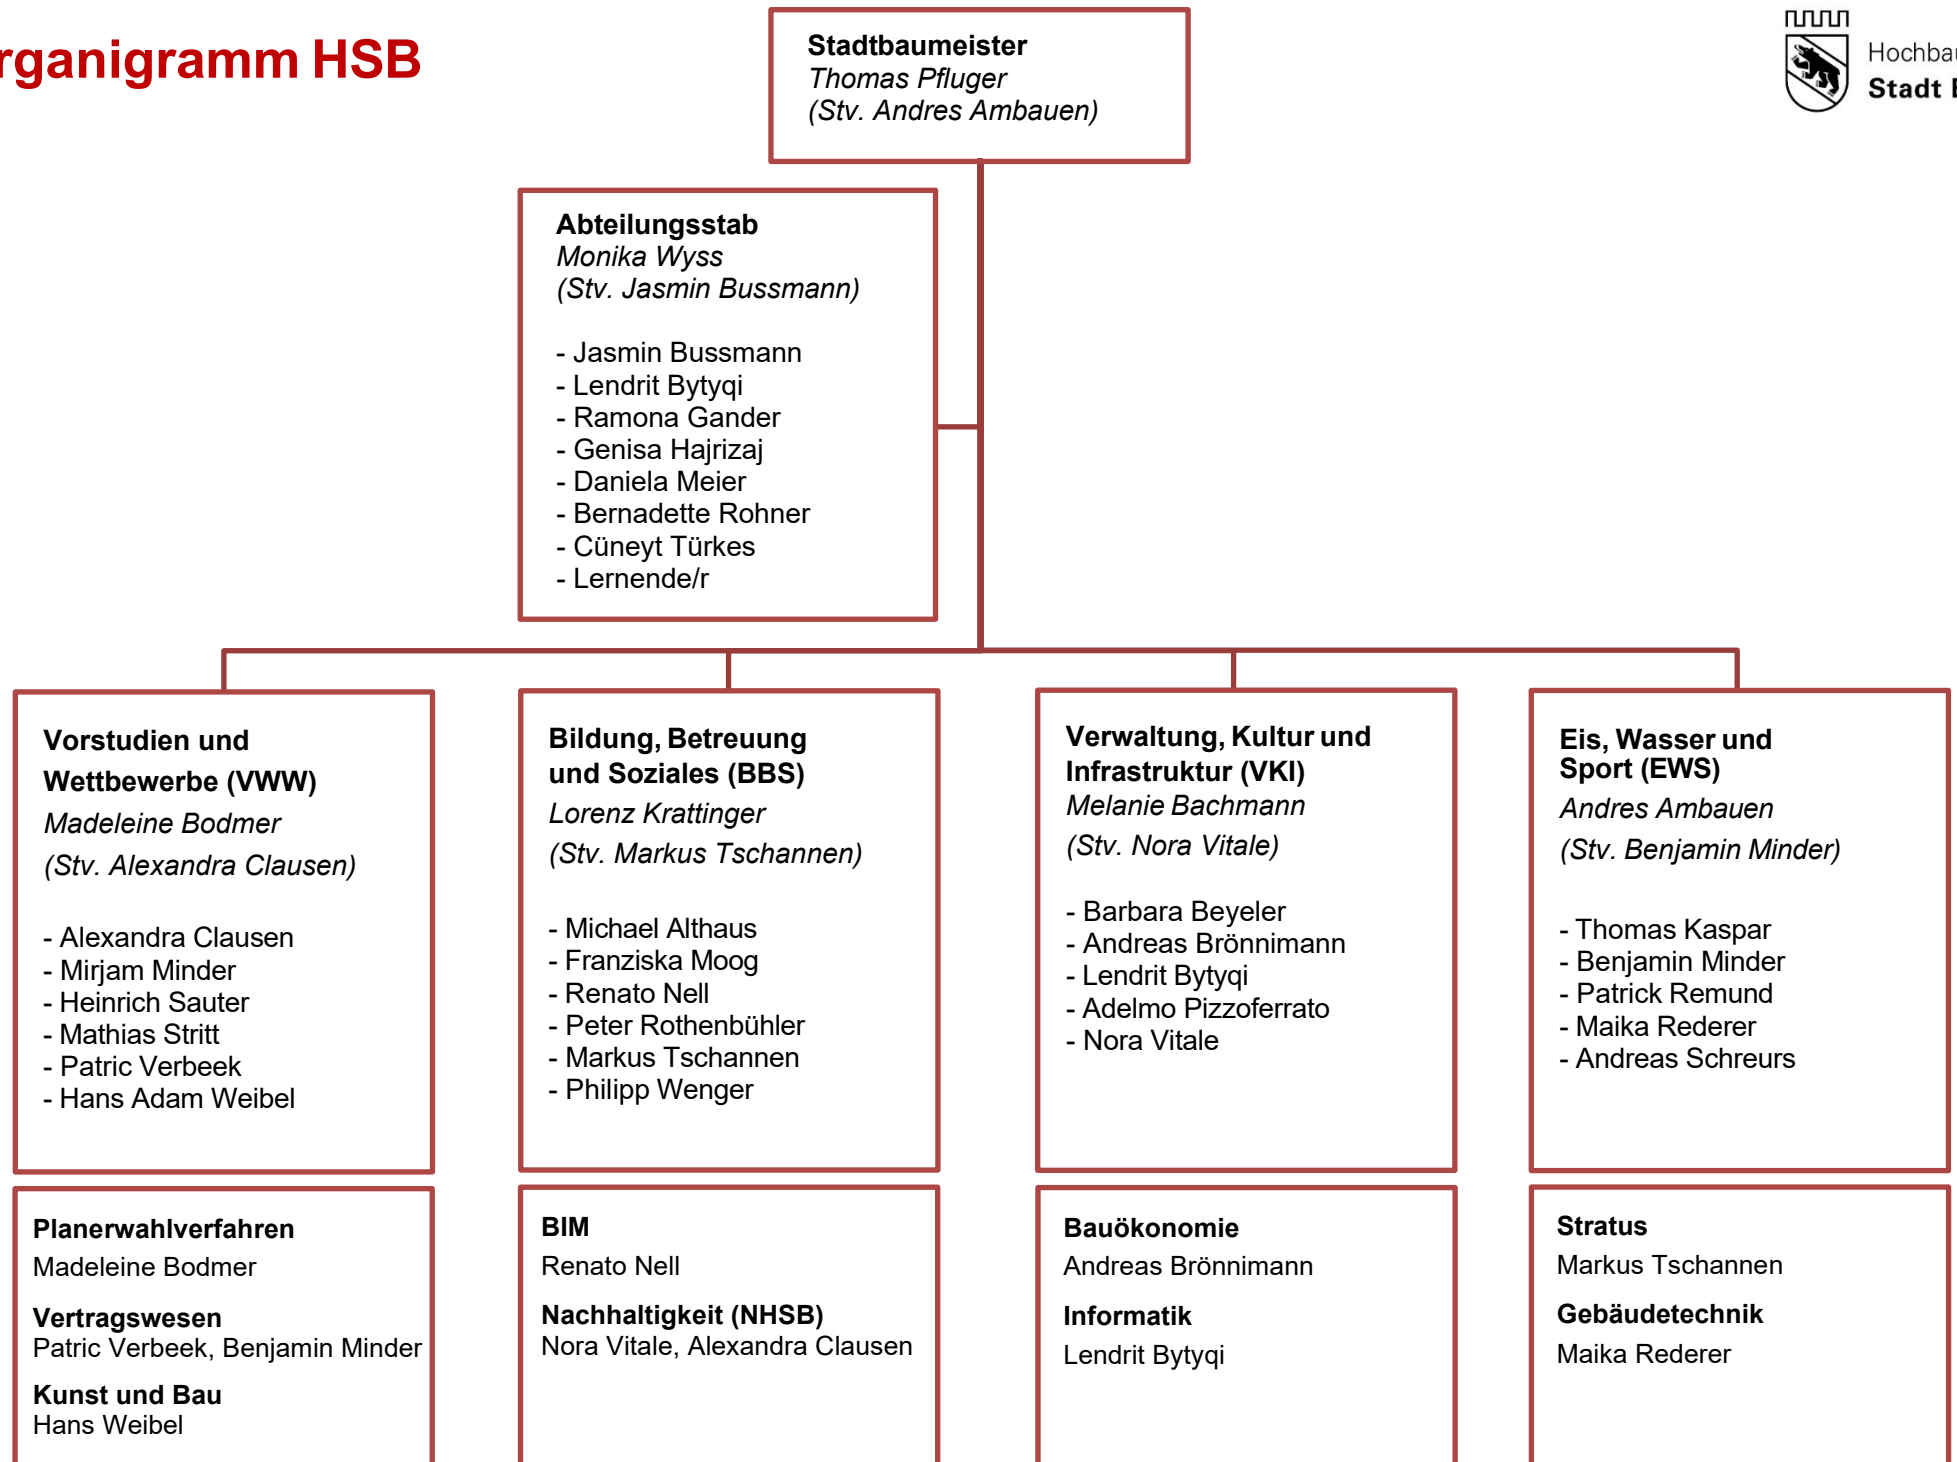 rganigramm HSB
Stadtbaumeister
Thomas Pfluger
(Stv. Andres Ambauen)
Hochbau
Stadt B
Abteilungsstab
Monika Wyss
(Stv. Jasmin Bussmann)
- Jasmin Bussmann
- Lendrit Bytyqi
- Ramona Gander
- Genisa Hajrizaj
- Daniela Meier
- Bernadette Rohner
- Cüneyt Türkes
- Lernende/r
Vorstudien und
Wettbewerbe (VWW)
Madeleine Bodmer
(Stv. Alexandra Clausen)
- Alexandra Clausen
- Mirjam Minder
- Heinrich Sauter
- Mathias Stritt
- Patric Verbeek
- Hans Adam Weibel
Bildung, Betreuung
und Soziales (BBS)
Lorenz Krattinger
(Stv. Markus Tschannen)
- Michael Althaus
- Franziska Moog
- Renato Nell
- Peter Rothenbühler
- Markus Tschannen
- Philipp Wenger
Verwaltung, Kultur und
Infrastruktur (VKI)
Melanie Bachmann
(Stv. Nora Vitale)
- Barbara Beyeler
- Andreas Brönnimann
- Lendrit Bytyqi
- Adelmo Pizzoferrato
- Nora Vitale
Eis, Wasser und
Sport (EWS)
Andres Ambauen
(Stv. Benjamin Minder)
- Thomas Kaspar
- Benjamin Minder
- Patrick Remund
- Maika Rederer
- Andreas Schreurs
Planerwahlverfahren
Madeleine Bodmer
Vertragswesen
Patric Verbeek, Benjamin Minder
Kunst und Bau
Hans Weibel
BIM
Renato Nell
Nachhaltigkeit (NHSB)
Nora Vitale, Alexandra Clausen
Bauökonomie
Andreas Brönnimann
Informatik
Lendrit Bytyqi
Stratus
Markus Tschannen
Gebäudetechnik
Maika Rederer